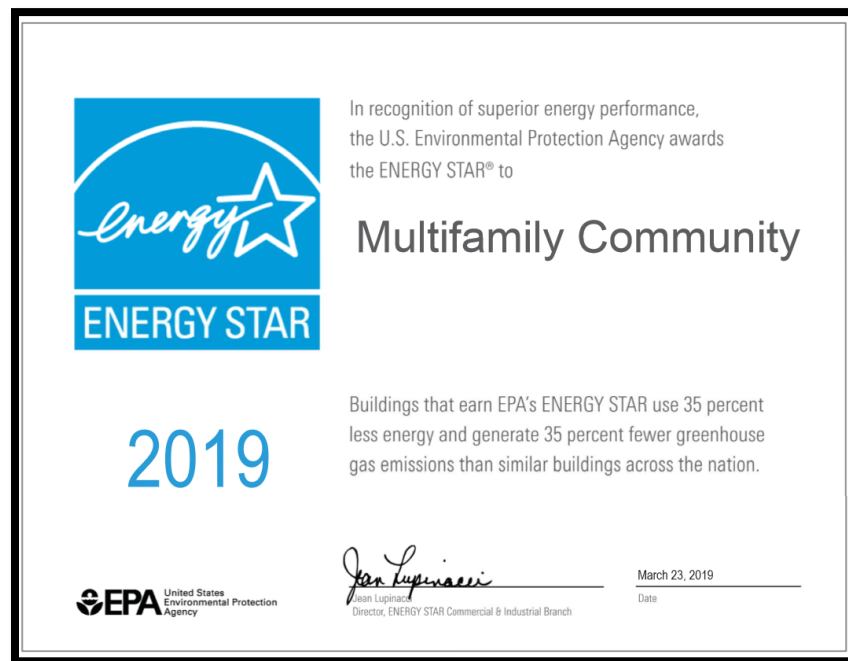 In recognition of superior energy performance,
the U.S. Environmental Protection Agency awards
the ENERGY STAR® to
Multifamily Community
energy
ENERGY STAR
2019
Buildings that earn EPA's ENERGY STAR use 35 percent
less energy and generate 35 percent fewer greenhouse
gas emissions than similar buildings across the nation.
EPA
United States
Environmental Protection
Agency
Jean Lupinacci
Jean Lupinacci
Director, ENERGY STAR Commercial & Industrial Branch
March 23, 2019
Date